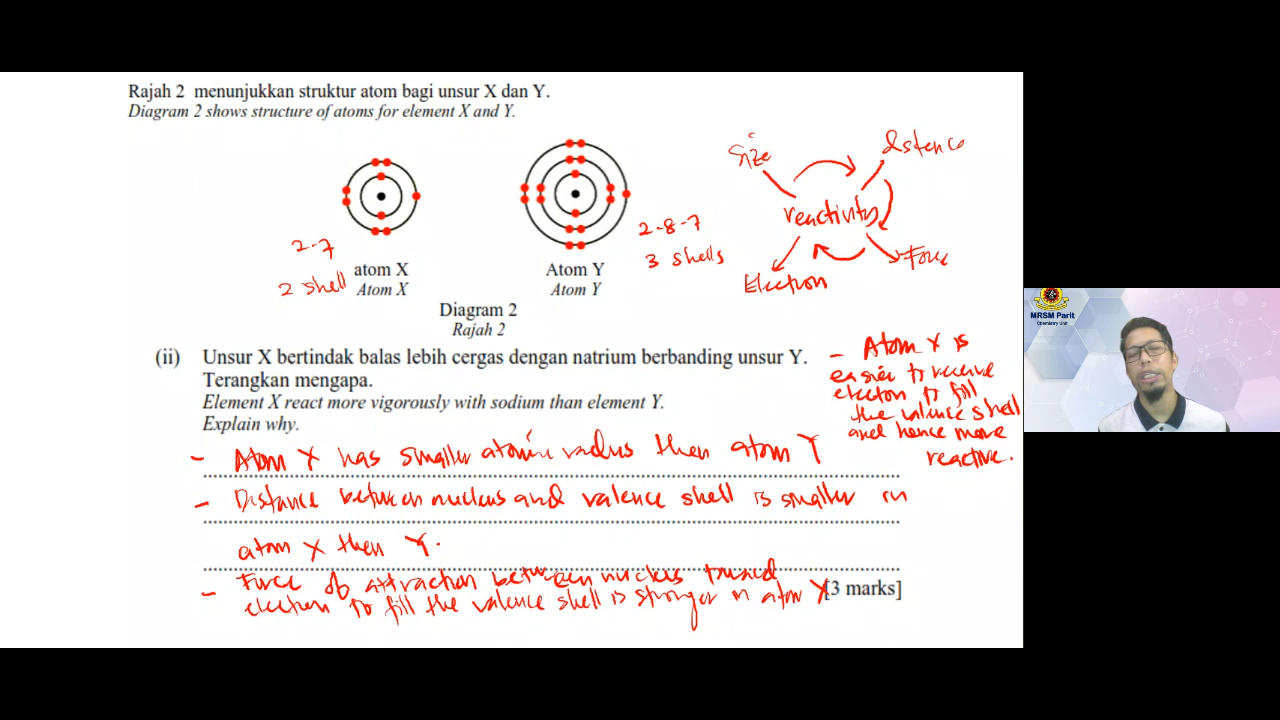 Rajah 2 menunjukkan struktur atom bagi unsur X dan Y.
Diagram 2 shows structure of atoms for element X and Y.
2-7
2 shell
atom X
Atom X
2-8-7
3 shells
Atom Y
Atom Y
Diagram 2
Rajah 2
Size
distence
reactivity
Electron
Force
(ii) Unsur X bertindak balas lebih cergas dengan natrium berbanding unsur Y.
Terangkan mengapa.
Element X react more vigorously with sodium than element Y.
Explain why.
- Atom X has smaller atomic radius then atom Y
- Distance between nucleus and valence shell is smaller in
atom X then Y.
- Force of attraction between nucleus toward
electron to fill the valence shell is stronger in atom X
[3 marks]
- Atom X is
easier to receive
electron to fill
the valence shell
and hence more
reactive.
MRSM Parit
Chemistry Unit